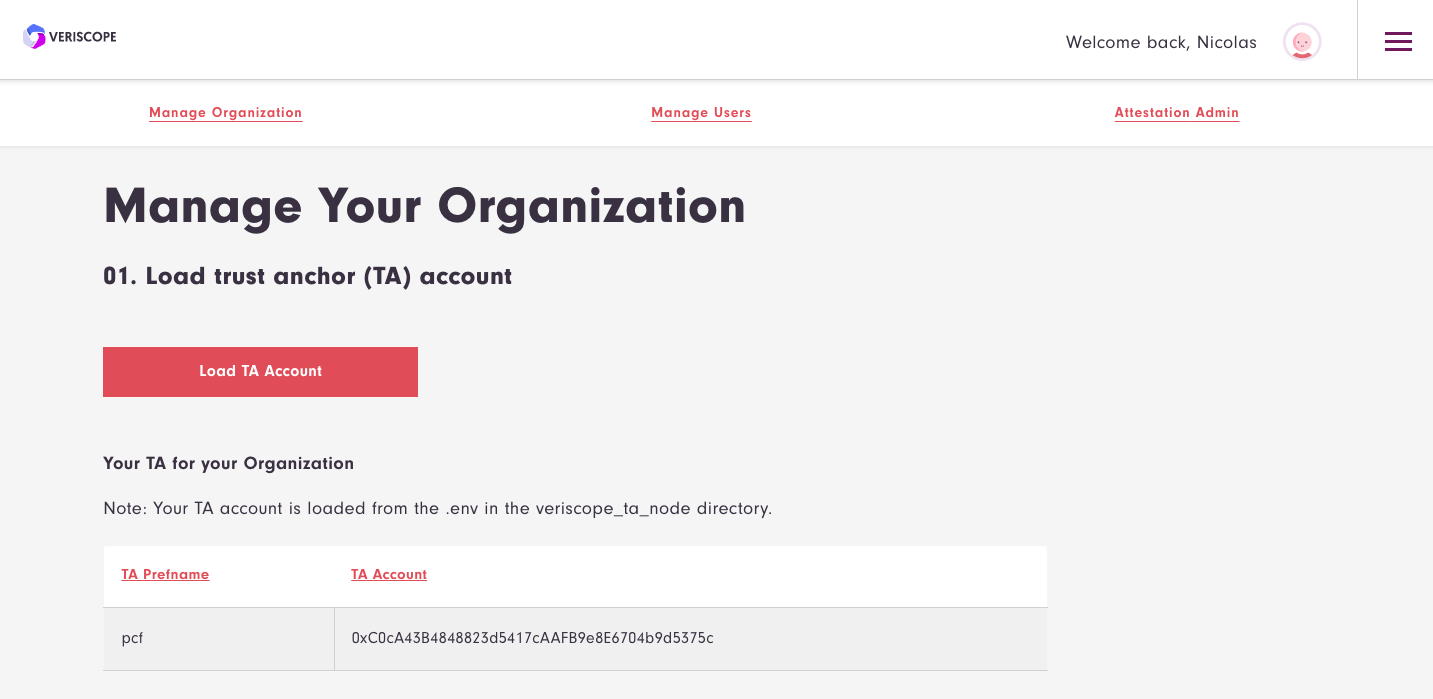 VERISCOPE
Welcome back, Nicolas
Manage Organization
Manage Users
Attestation Admin
Manage Your Organization
01. Load trust anchor (TA) account
Load TA Account
Your TA for your Organization
Note: Your TA account is loaded from the .env in the veriscope_ta_node directory.
TA Prefname
TA Account
pcf
0xC0cA43B4848823d5417cAAFB9e8E6704b9d5375c